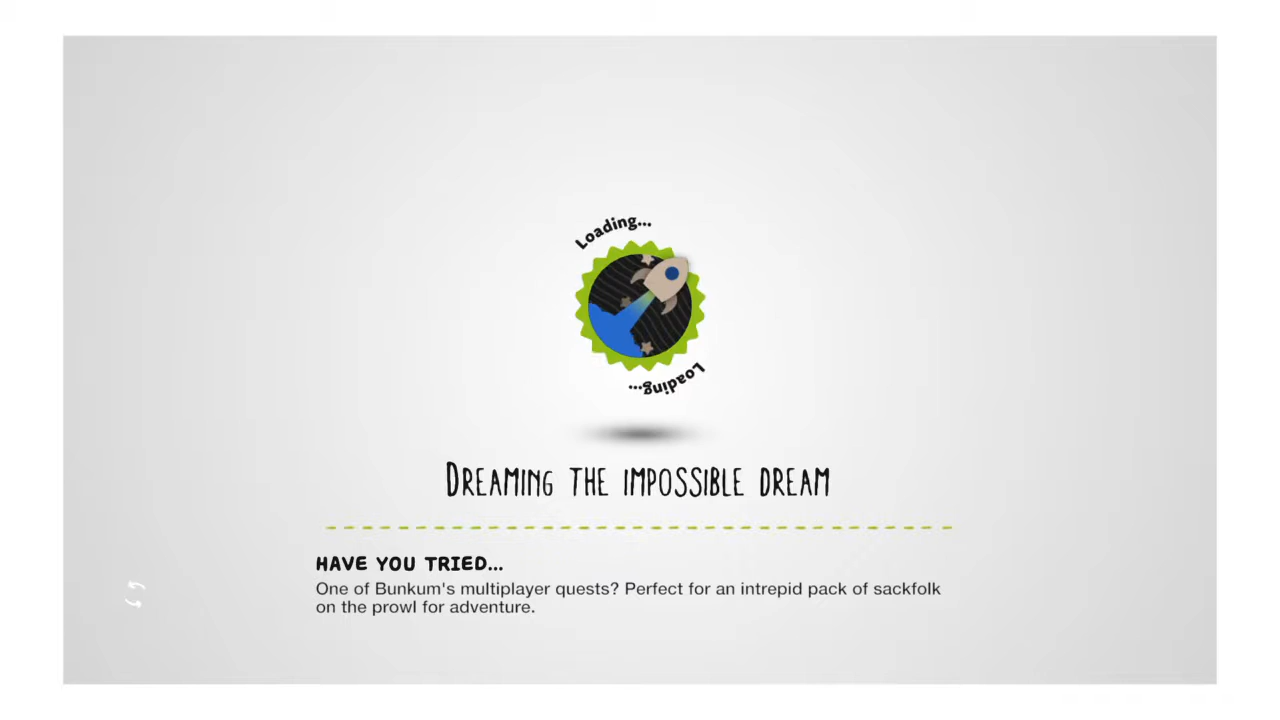 Loading...
Loading...
Dreaming the impossible dream
HAVE YOU TRIED...
One of Bunkum's multiplayer quests? Perfect for an intrepid pack of sackfolk
on the prowl for adventure.